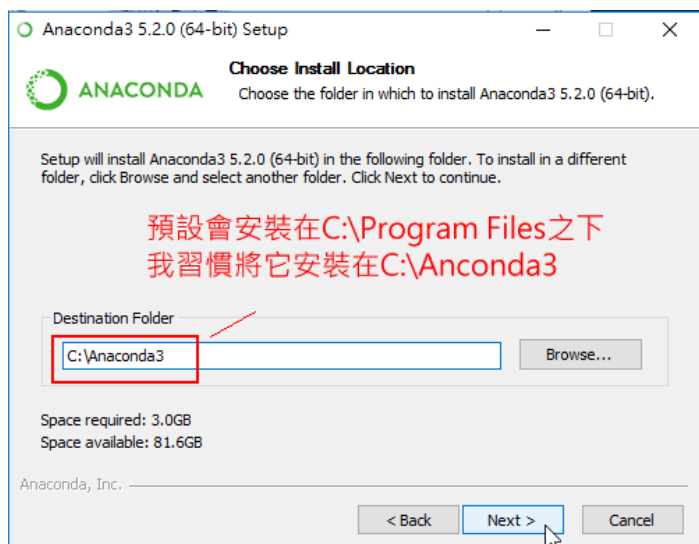 Anaconda3 5.2.0 (64-bit) Setup
ANACONDA
Choose Install Location
Choose the folder in which to install Anaconda3 5.2.0 (64-bit).
Setup will install Anaconda3 5.2.0 (64-bit) in the following folder. To install in a different
folder, click Browse and select another folder. Click Next to continue.
預設會安裝在C:\Program Files之下
我習慣將它安裝在C:\Anconda3
Destination Folder
C:\Anaconda3
Browse...
Space required: 3.0GB
Space available: 81.6GB
Anaconda, Inc.
< Back
Next >
Cancel